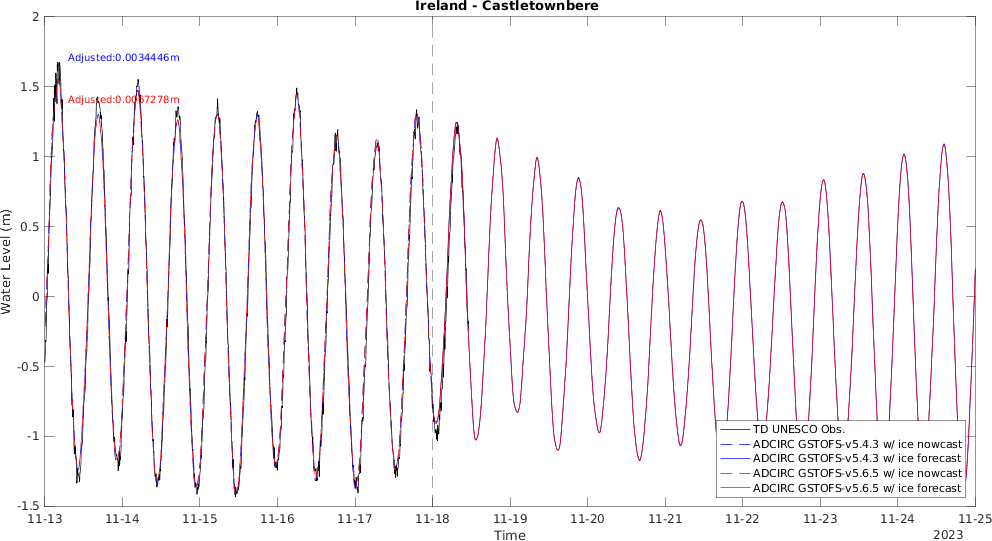 Ireland - Castletownbere
2
1.5
1
0.5
0
-0.5
-1
-1.5
Water Level (m)
Adjusted:0.0034446m
Adjusted:0.0067278m
TD UNESCO Obs.
ADCIRC GSTOFS-v5.4.3 w/ ice nowcast
ADCIRC GSTOFS-v5.4.3 w/ ice forecast
ADCIRC GSTOFS-v5.6.5 w/ ice nowcast
ADCIRC GSTOFS-v5.6.5 w/ ice forecast
11-13 11-14 11-15 11-16 11-17 11-18 11-19 11-20 11-21 11-22 11-23 11-24 11-25
Time
2023